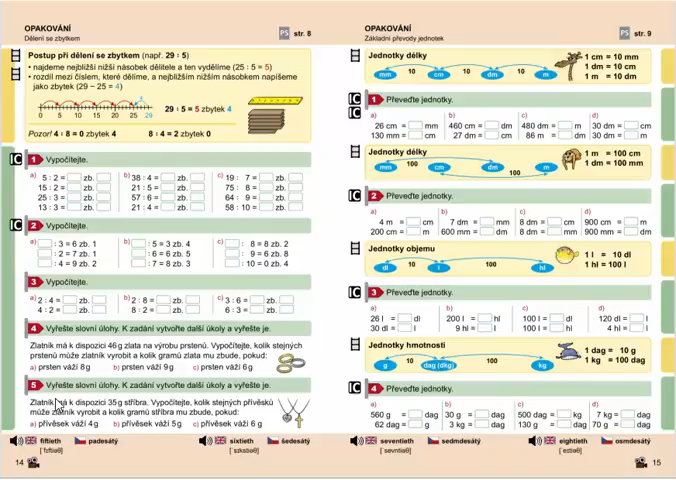 OPAKOVÁNÍ
Dělení se zbytkem
PS str. 8
Postup při dělení se zbytkem (např. 29 : 5)
• najdeme nejbližší nižší násobek dělitele a ten vydělíme (25 : 5 = 5)
• rozdíl mezi číslem, které dělíme, a nejbližším nižším násobkem napíšeme
jako zbytek (29 − 25 = 4)
4
0 5 10 15 20 25 29
29 : 5 = 5 zbytek 4
Pozor! 4 : 8 = 0 zbytek 4 8 : 4 = 2 zbytek 0
1 Vypočítejte.
a) 5 : 2 = zb. b) 38 : 4 = zb. c) 19 : 7 = zb.
15 : 2 = zb. 21 : 5 = zb. 75 : 8 = zb.
25 : 3 = zb. 57 : 6 = zb. 64 : 9 = zb.
13 : 3 = zb. 21 : 4 = zb. 58 : 10 = zb.
2 Vypočítejte.
a) : 3 = 6 zb. 1 b) : 5 = 3 zb. 4 c) : 8 = 8 zb. 2
: 2 = 7 zb. 1 : 6 = 6 zb. 5 : 9 = 6 zb. 8
: 4 = 9 zb. 2 : 7 = 8 zb. 3 : 10 = 0 zb. 4
3 Vypočítejte.
a) 2 : 4 = zb. b) 2 : 8 = zb. c) 3 : 6 = zb.
4 : 2 = zb. 8 : 2 = zb. 6 : 3 = zb.
4 Vyřešte slovní úlohy. K zadání vytvořte další úkoly a vyřešte je.
Zlatník má k dispozici 46 g zlata na výrobu prstenů. Vypočítejte, kolik stejných
prstenů může zlatník vyrobit a kolik gramů zlata mu zbude, pokud:
a) prsten váží 8 g b) prsten váží 9 g c) prsten váží 6 g
5 Vyřešte slovní úlohy. K zadání vytvořte další úkoly a vyřešte je.
Zlatník má k dispozici 35 g stříbra. Vypočítejte, kolik stejných přívěsků
může zlatník vyrobit a kolik gramů stříbra mu zbude, pokud:
a) přívěsek váží 4 g b) přívěsek váží 5 g c) přívěsek váží 6 g
fiftieth padesátý sixtieth šedesátý
14
OPAKOVÁNÍ
Základní převody jednotek
PS str. 9
Jednotky délky
mm 10 cm 10 dm 10 m
1 cm = 10 mm
1 dm = 10 cm
1 m = 10 dm
1 Převeďte jednotky.
a) b) c) d)
26 cm = mm 460 cm = dm 480 dm = m 30 dm = cm
130 mm = cm 27 dm = cm 86 m = dm 30 dm = m
Jednotky délky
mm 100 cm dm m
100
1 m = 100 cm
1 dm = 100 mm
2 Převeďte jednotky.
a) b) c) d)
4 m = cm 7 dm = mm 8 dm = cm 900 cm = m
200 cm = m 600 mm = dm 8 dm = mm 900 mm = dm
Jednotky objemu
dl 10 l 100 hl
1 l = 10 dl
1 hl = 100 l
3 Převeďte jednotky.
a) b) c) d)
26 l = dl 200 l = hl 100 l = dl 120 dl = l
30 dl = l 9 hl = l 100 l = hl 4 hl = l
Jednotky hmotnosti
g 10 dag (dkg) 100 kg
1 dag = 10 g
1 kg = 100 dag
4 Převeďte jednotky.
a) b) c) d)
560 g = dag 30 g = dag 500 dag = kg 7 kg = dag
62 dag = g 3 kg = dag 130 g = dag 70 g = dag
seventieth sedmdesátý eightieth osmdesátý
15